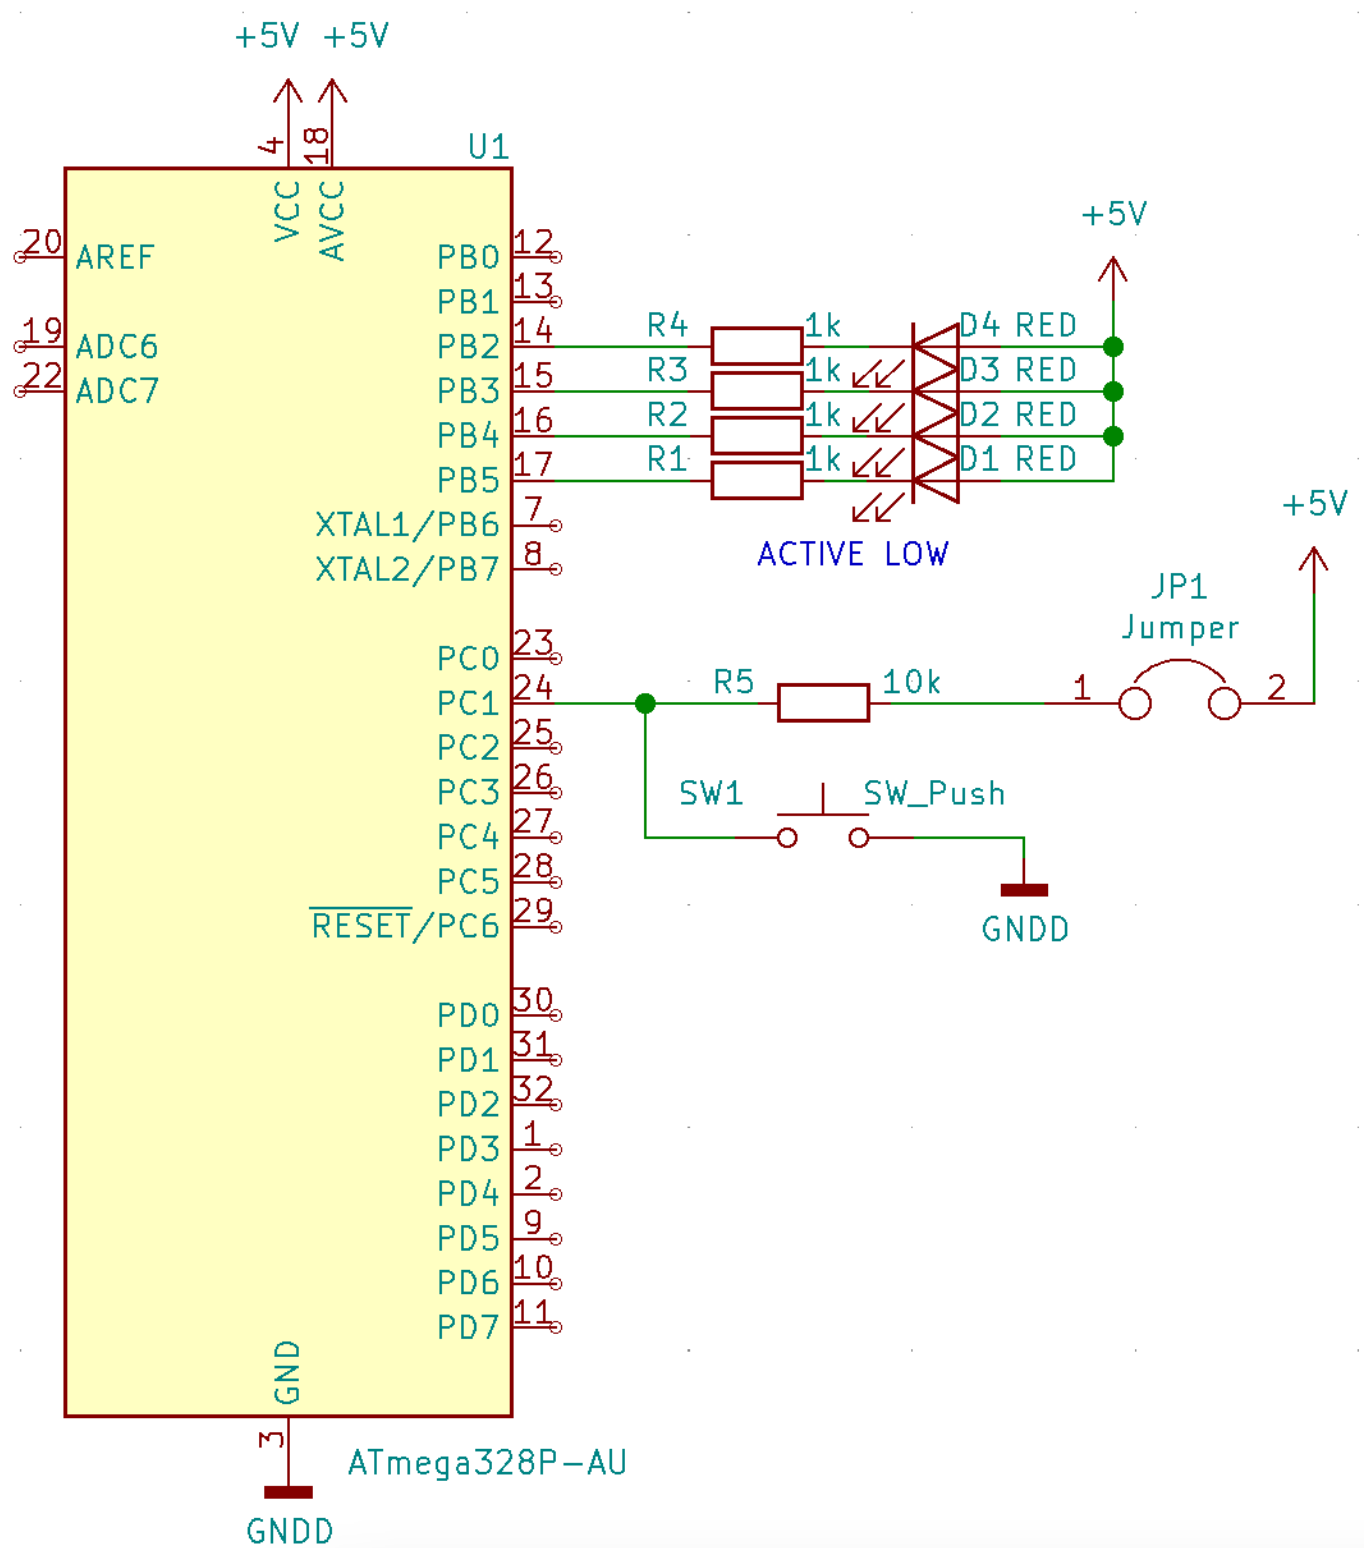 +5V +5V
4
18
U1
VCC
AVCC
20 AREF
19 ADC6
22 ADC7
PB0 12
PB1 13
PB2 14
PB3 15
PB4 16
PB5 17
XTAL1/PB6 7
XTAL2/PB7 8
PC0 23
PC1 24
PC2 25
PC3 26
PC4 27
PC5 28
RESET/PC6 29
PD0 30
PD1 31
PD2 32
PD3 1
PD4 2
PD5 9
PD6 10
PD7 11
GND
3
ATmega328P-AU
GNDD
+5V
R4 1k D4 RED
R3 1k D3 RED
R2 1k D2 RED
R1 1k D1 RED
ACTIVE LOW
+5V
JP1
Jumper
R5 10k 1 2
SW1 SW_Push
GNDD